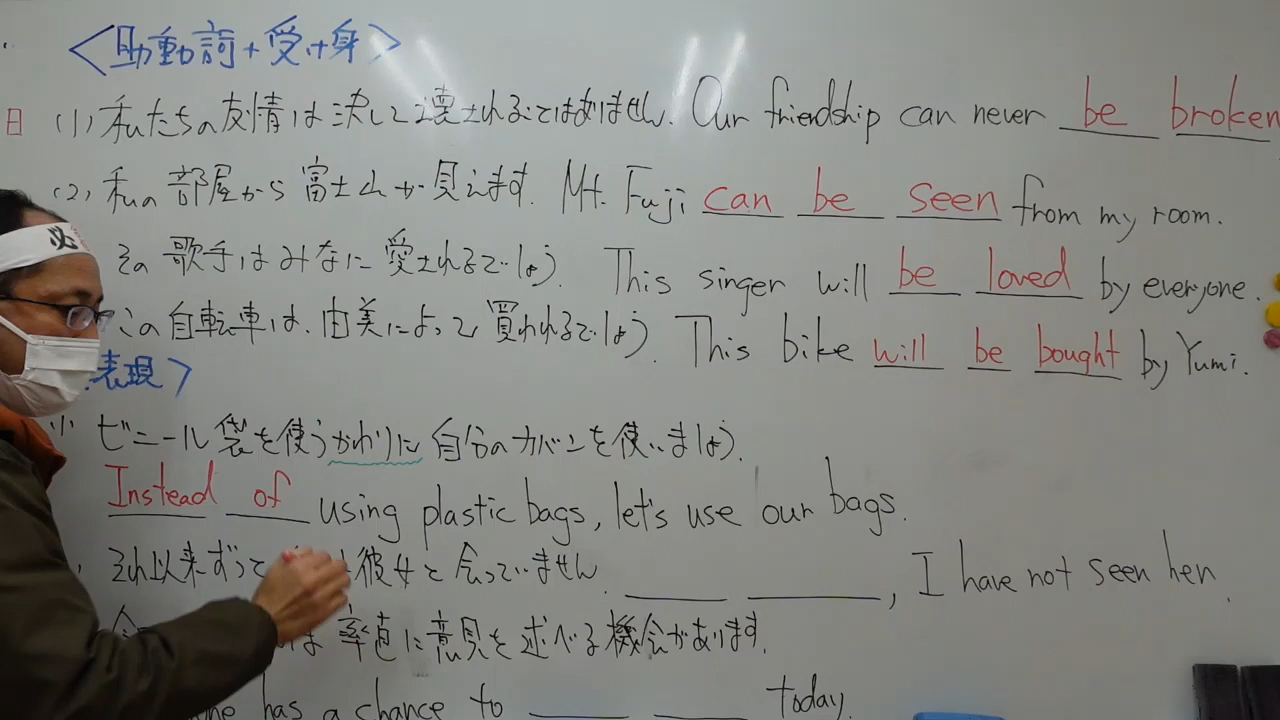 <助動詞+受け身>
日 (1) 私たちの友情は決して壊されることはありません. Our friendship can never be broken
(2) 私の部屋から富士山が見えます. Mt. Fuji can be seen from my room.
その歌手はみなに愛されるでしょう. This singer will be loved by everyone.
この自転車は、由美によって買われるでしょう. This bike will be bought by Yumi.
必
表現>
ビニール袋を使うかわりに自分のカバンを使いましょう.
Instead of using plastic bags, let's use our bags.
それ以来ずっと 彼女と会っていません. , I have not seen her.
率直に意見を述べる機会があります.
has a chance to today.